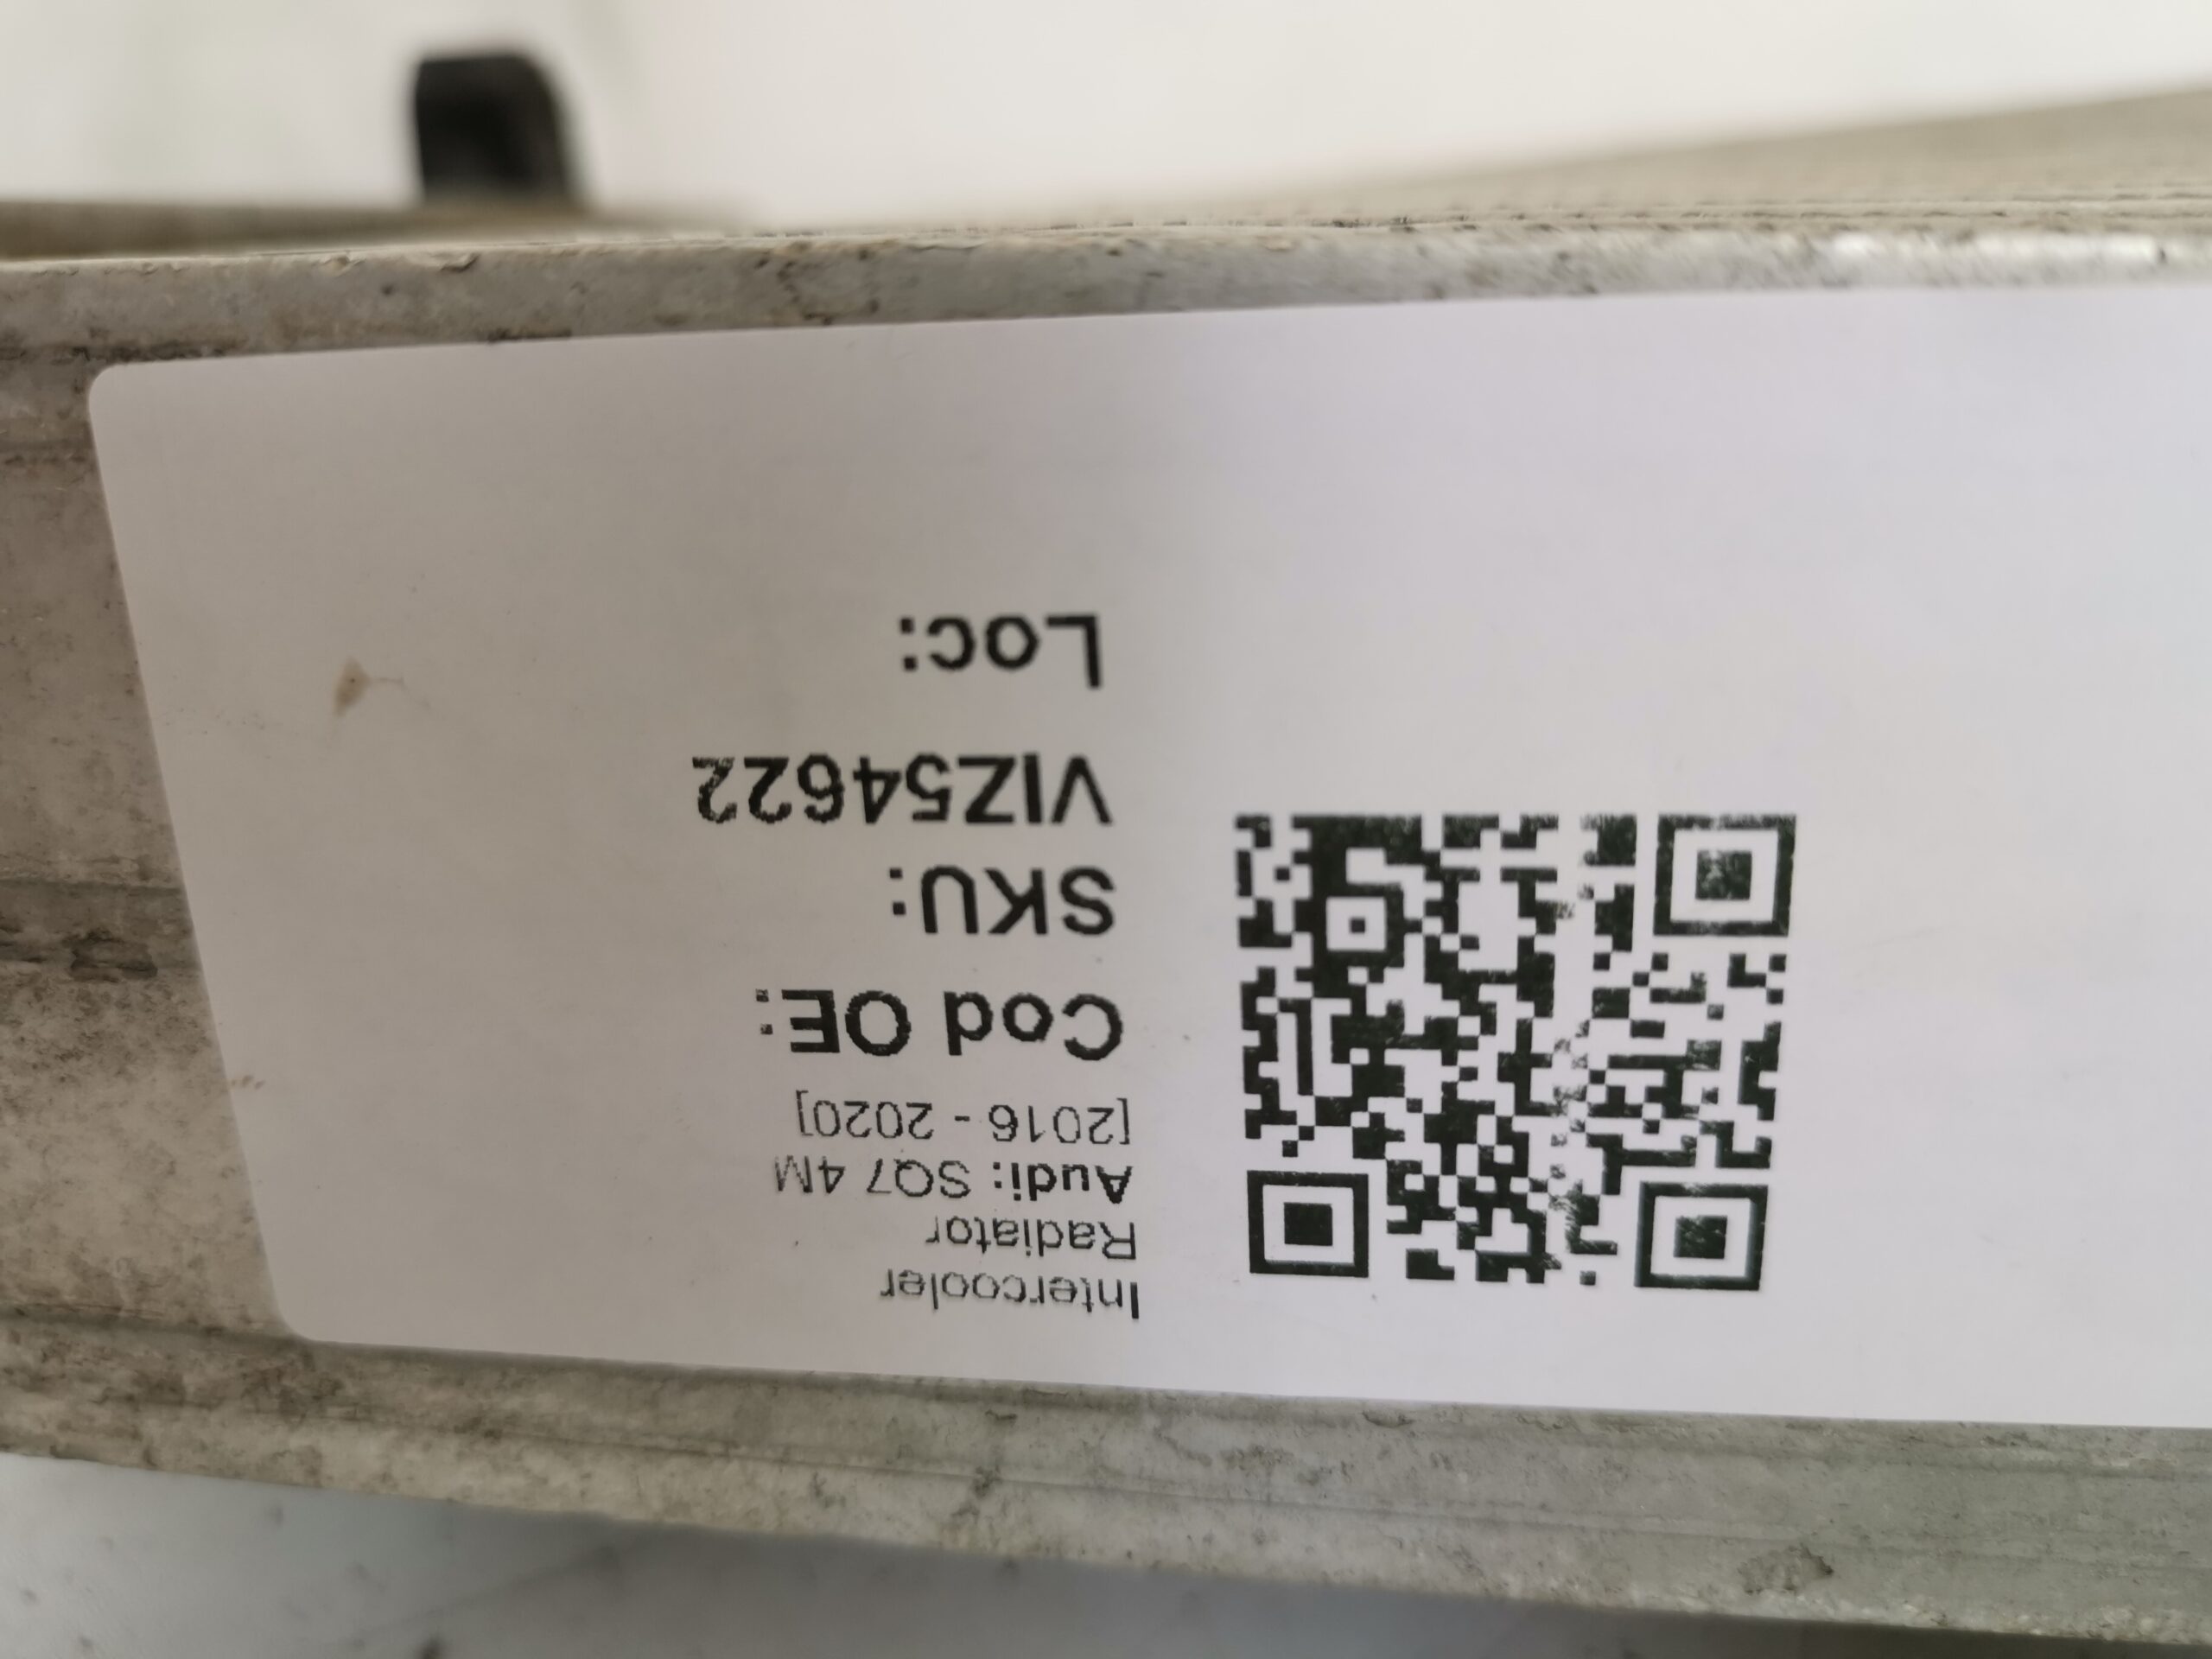 Intercooler
Radiator
Audi: SQ7 4M
[2016 - 2020]
Cod OE:
SKU:
VIZ54622
Loc: